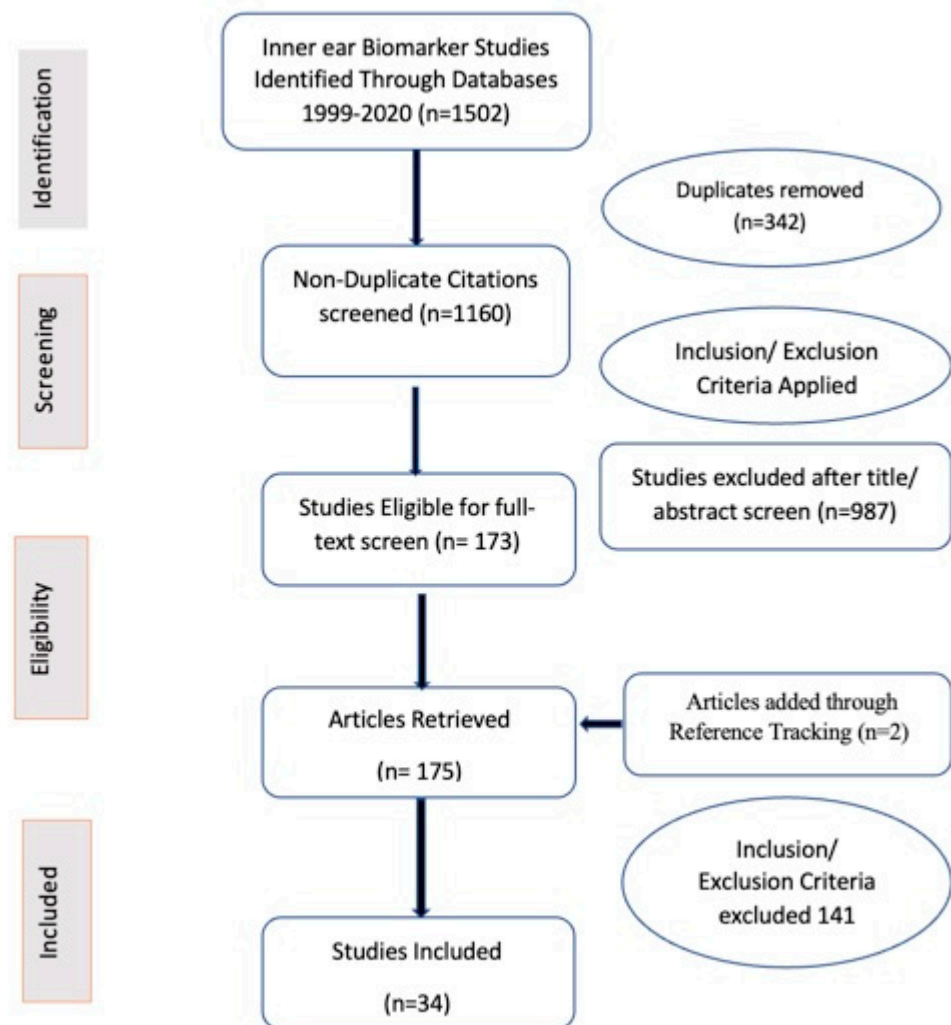 Identification
Inner ear Biomarker Studies
Identified Through Databases
1999-2020 (n=1502)
Duplicates removed
(n=342)
Screening
Non-Duplicate Citations
screened (n=1160)
Inclusion/ Exclusion
Criteria Applied
Studies excluded after title/
abstract screen (n=987)
Studies Eligible for full-
text screen (n= 173)
Eligibility
Articles Retrieved
(n= 175)
Articles added through
Reference Tracking (n=2)
Inclusion/
Exclusion Criteria
excluded 141
Included
Studies Included
(n=34)